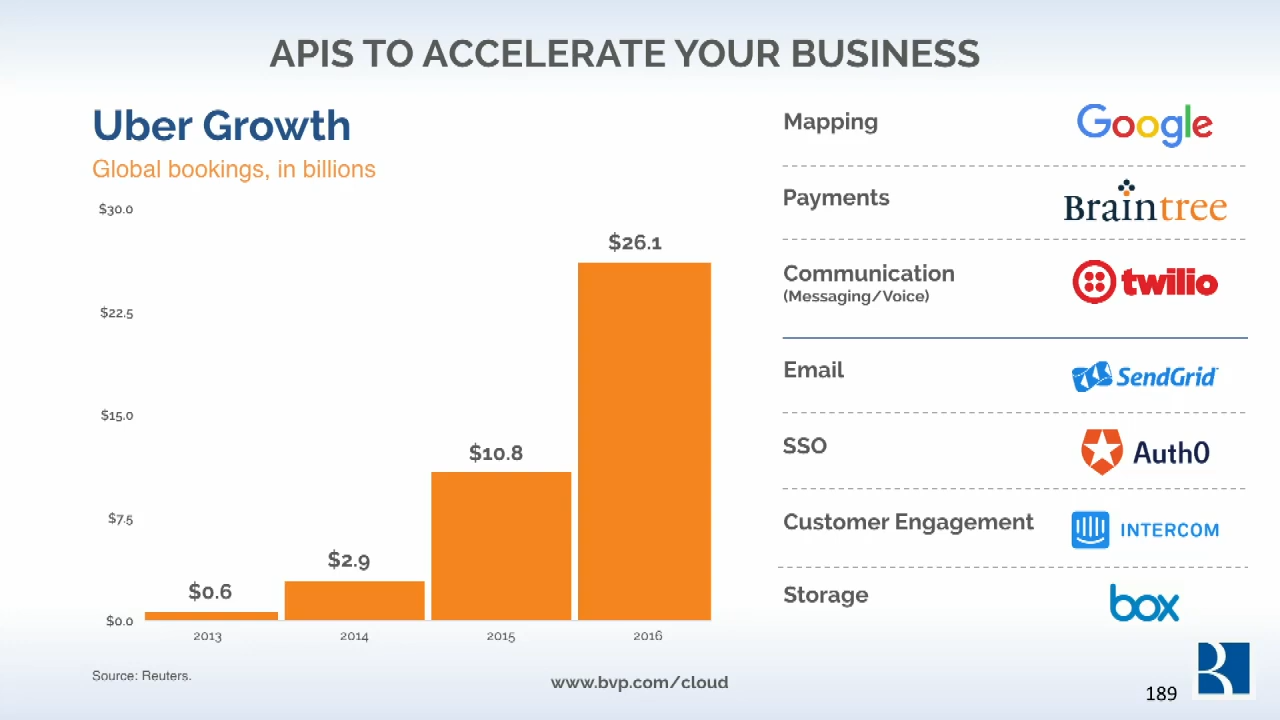 APIS TO ACCELERATE YOUR BUSINESS
Uber Growth
Global bookings, in billions
$30.0
$22.5
$15.0
$7.5
$0.0
$0.6
$2.9
$10.8
$26.1
2013
2014
2015
2016
Source: Reuters.
Mapping
Google
Payments
Braintree
Communication
(Messaging/Voice)
twilio
Email
SendGrid
SSO
Auth0
Customer Engagement
INTERCOM
Storage
box
www.bvp.com/cloud
189